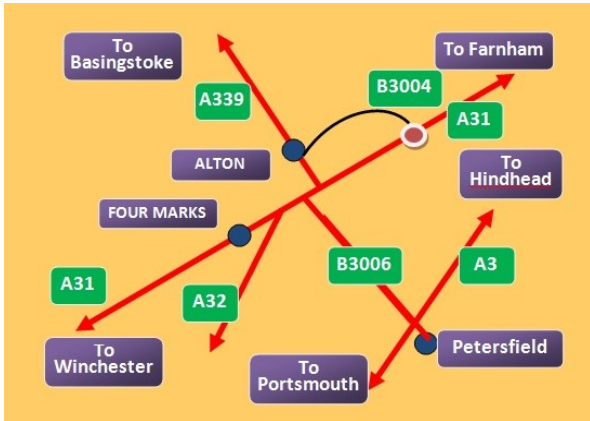 To
Basingstoke
To Farnham
B3004
A339
A31
ALTON
To
Hindhead
FOUR MARKS
B3006
A3
A31
A32
To
Winchester
To
Portsmouth
Petersfield